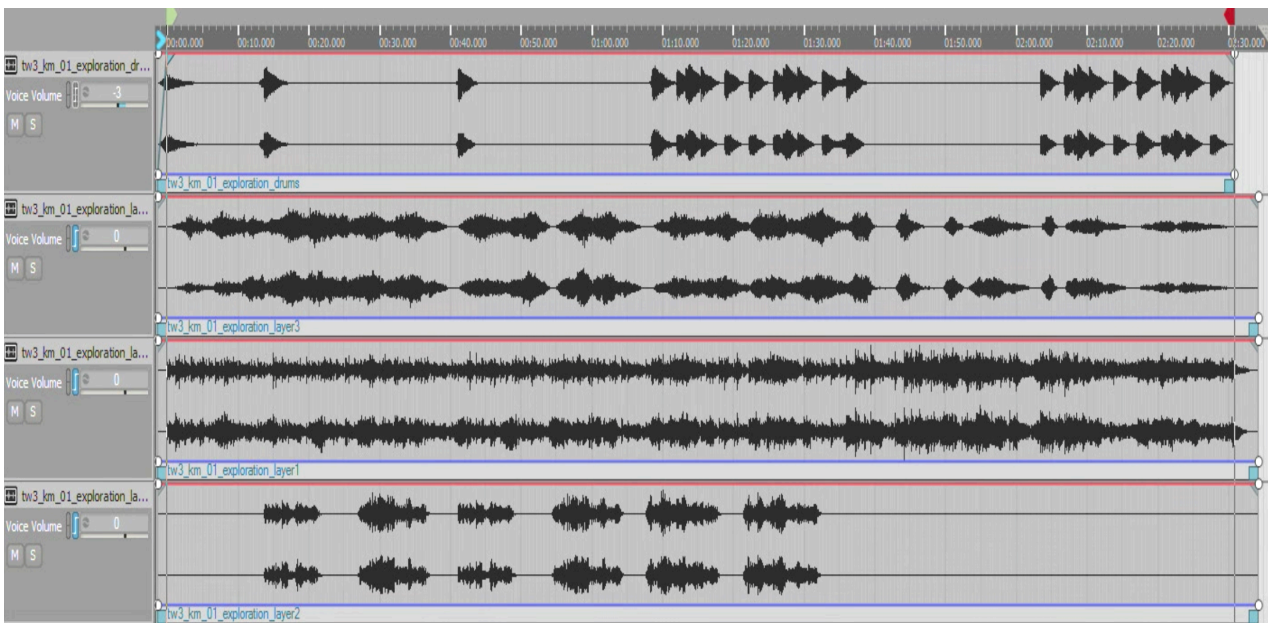 00:00.000 00:10.000 00:20.000 00:30.000 00:40.000 00:50.000 01:00.000 01:10.000 01:20.000 01:30.000 01:40.000 01:50.000 02:00.000 02:10.000 02:20.000 02:30.000
tw3_km_01_exploration_dr...
Voice Volume -3
M S
tw3_km_01_exploration_drums
tw3_km_01_exploration_la...
Voice Volume 0
M S
tw3_km_01_exploration_layer3
tw3_km_01_exploration_la...
Voice Volume 0
M S
tw3_km_01_exploration_layer1
tw3_km_01_exploration_la...
Voice Volume 0
M S
tw3_km_01_exploration_layer2